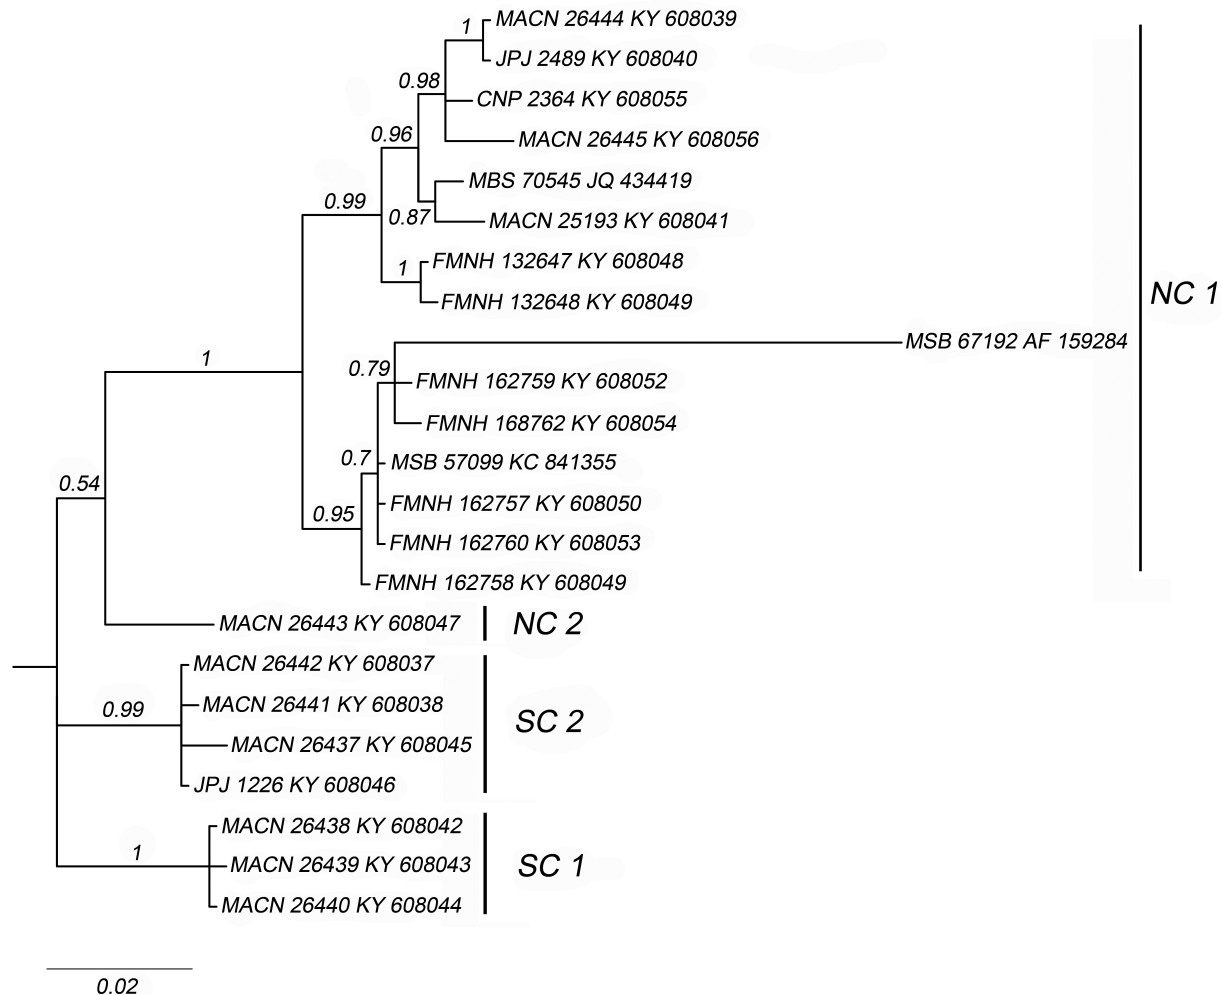 MACN 26444 KY 608039
1
JPJ 2489 KY 608040
0.98
CNP 2364 KY 608055
0.96
MACN 26445 KY 608056
MBS 70545 JQ 434419
0.99
0.87
MACN 25193 KY 608041
1
FMNH 132647 KY 608048
FMNH 132648 KY 608049
NC 1
MSB 67192 AF 159284
1
0.79
FMNH 162759 KY 608052
FMNH 168762 KY 608054
0.7
MSB 57099 KC 841355
0.54
FMNH 162757 KY 608050
0.95
FMNH 162760 KY 608053
FMNH 162758 KY 608049
MACN 26443 KY 608047
NC 2
MACN 26442 KY 608037
0.99
MACN 26441 KY 608038
SC 2
MACN 26437 KY 608045
JPJ 1226 KY 608046
MACN 26438 KY 608042
1
MACN 26439 KY 608043
SC 1
MACN 26440 KY 608044
0.02